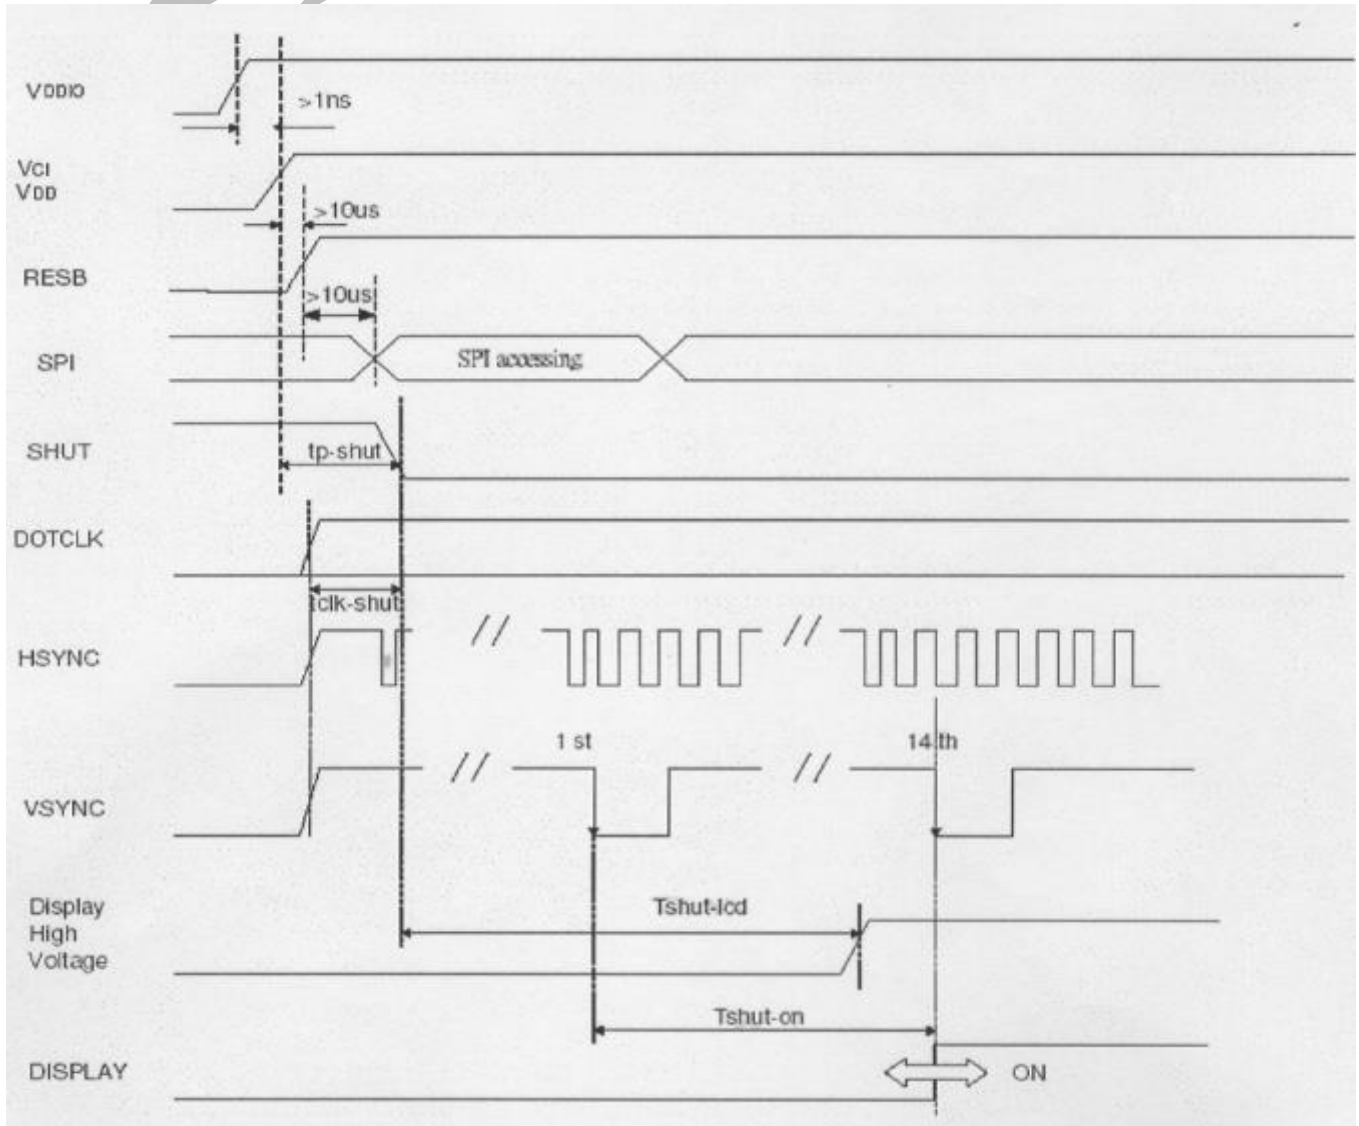 VDDIO
>1ns
VCI
VDD
>10us
RESB
>10us
SPI
SPI accessing
SHUT
tp-shut
DOTCLK
tclk-shut
HSYNC
1 st
14 th
VSYNC
Display
High
Voltage
Tshut-lcd
Tshut-on
DISPLAY
ON